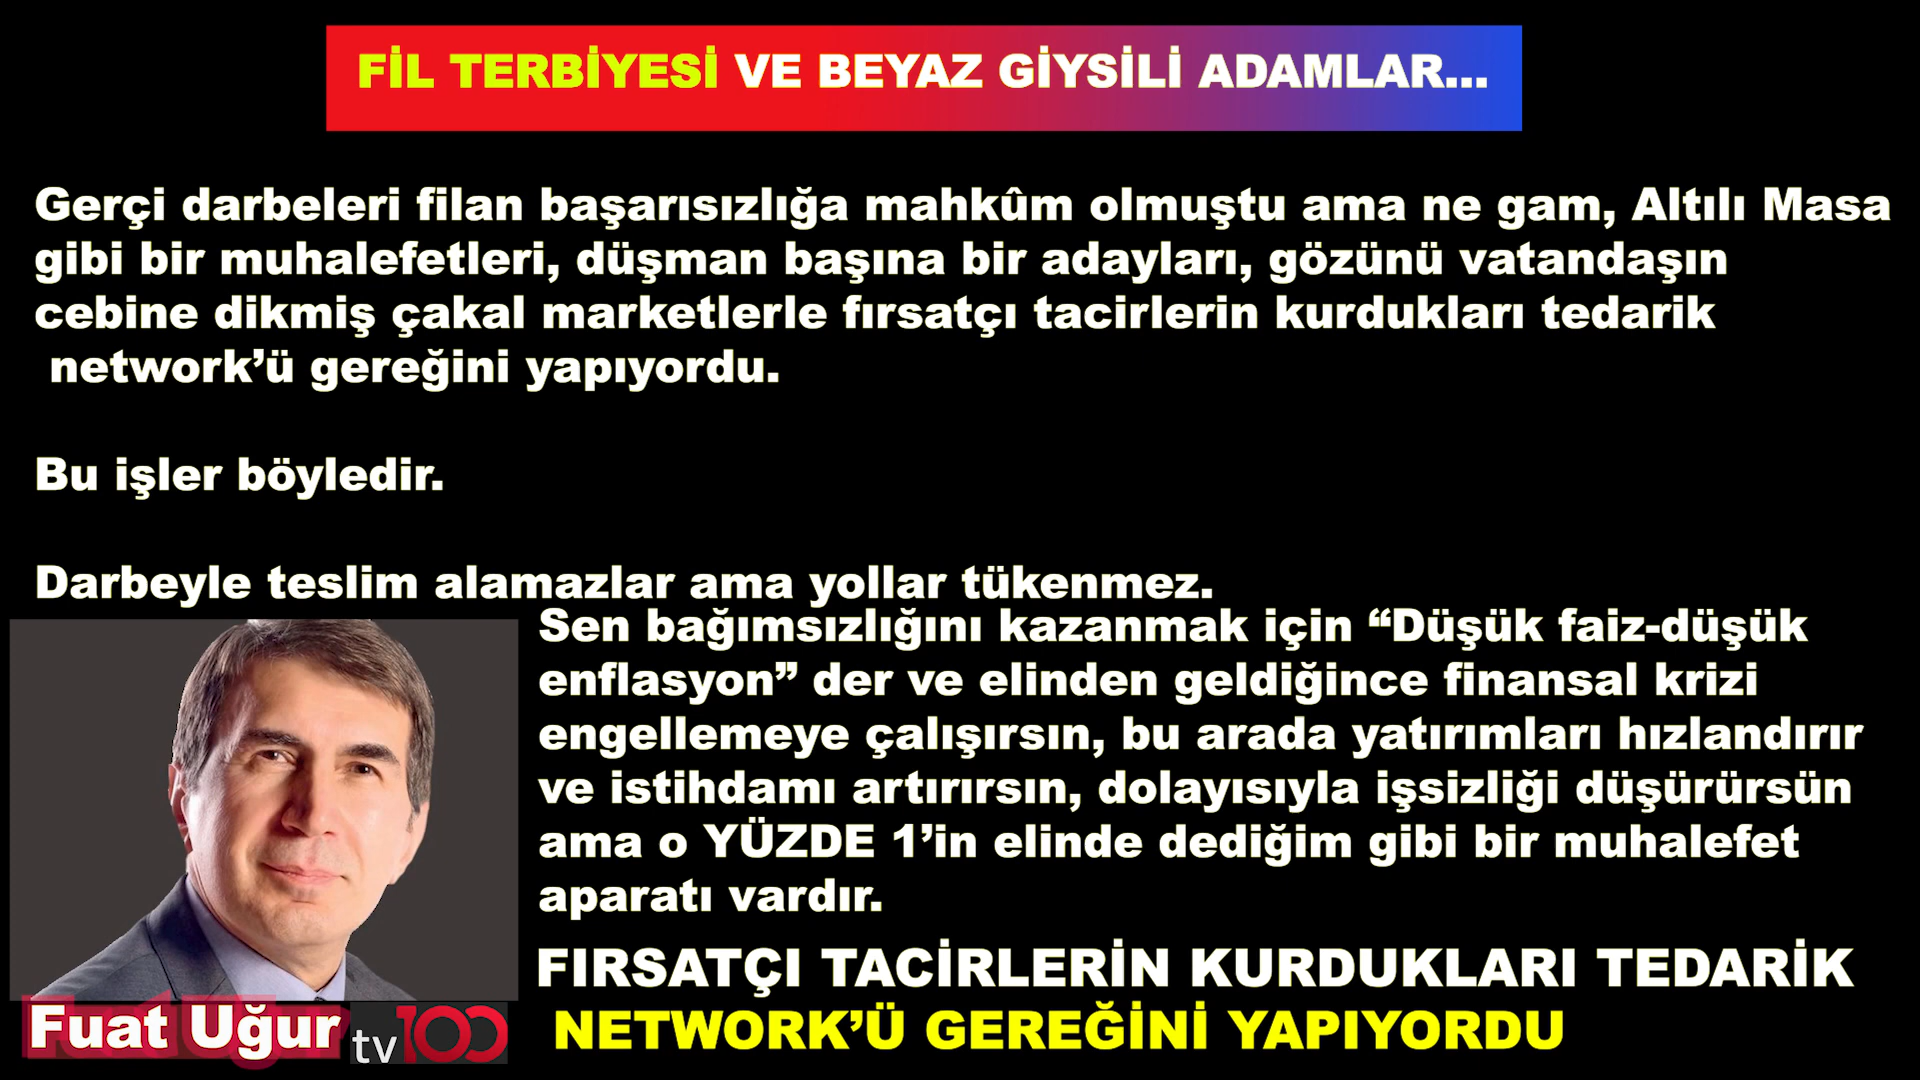 FİL TERBİYESİ VE BEYAZ GİYSİLİ ADAMLAR...
Gerçi darbeleri filan başarısızlığa mahkûm olmuştu ama ne gam, Altılı Masa
gibi bir muhalefetleri, düşman başına bir adayları, gözünü vatandaşın
cebine dikmiş çakal marketlerle fırsatçı tacirlerin kurdukları tedarik
network’ü gereğini yapıyordu.
Bu işler böyledir.
Darbeyle teslim alamazlar ama yollar tükenmez.
Sen bağımsızlığını kazanmak için “Düşük faiz-düşük
enflasyon” der ve elinden geldiğince finansal krizi
engellemeye çalışırsın, bu arada yatırımları hızlandırır
ve istihdamı artırırsın, dolayısıyla işsizliği düşürürsün
ama o YÜZDE 1’in elinde dediğim gibi bir muhalefet
aparatı vardır.
FIRSATÇI TACİRLERİN KURDUKLARI TEDARİK
NETWORK’Ü GEREĞİNİ YAPIYORDU
Fuat Uğur tv100